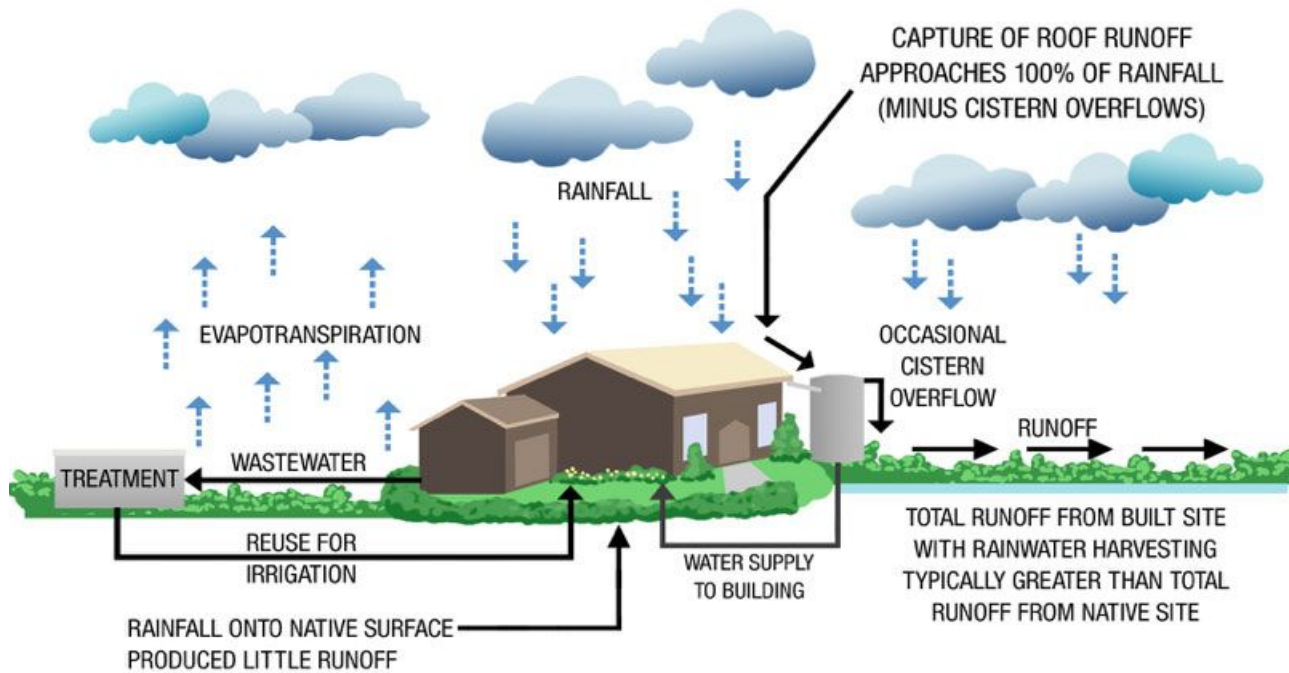 CAPTURE OF ROOF RUNOFF
APPROACHES 100% OF RAINFALL
(MINUS CISTERN OVERFLOWS)
RAINFALL
EVAPOTRANSPIRATION
OCCASIONAL
CISTERN
OVERFLOW
RUNOFF
WASTEWATER
TREATMENT
REUSE FOR
IRRIGATION
WATER SUPPLY
TO BUILDING
TOTAL RUNOFF FROM BUILT SITE
WITH RAINWATER HARVESTING
TYPICALLY GREATER THAN TOTAL
RUNOFF FROM NATIVE SITE
RAINFALL ONTO NATIVE SURFACE
PRODUCED LITTLE RUNOFF